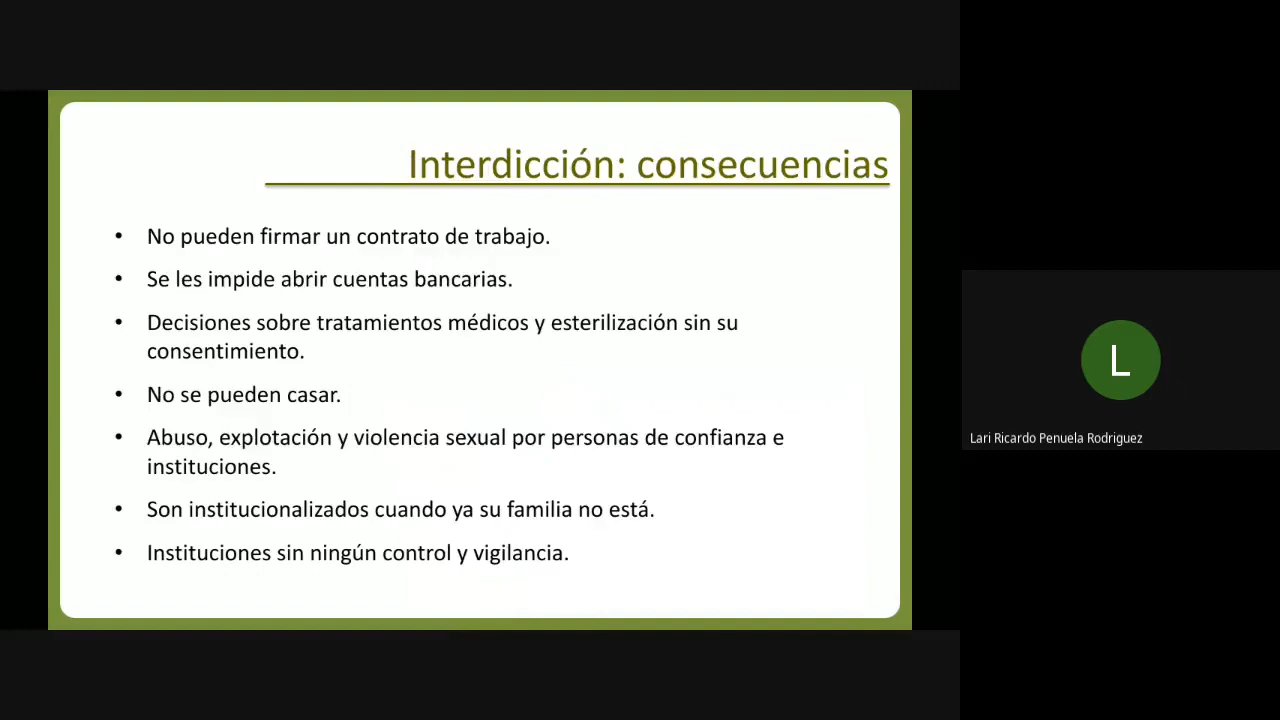 Interdicción: consecuencias
• No pueden firmar un contrato de trabajo.
• Se les impide abrir cuentas bancarias.
• Decisiones sobre tratamientos médicos y esterilización sin su
consentimiento.
• No se pueden casar.
• Abuso, explotación y violencia sexual por personas de confianza e
instituciones.
• Son institucionalizados cuando ya su familia no está.
• Instituciones sin ningún control y vigilancia.
L
Lari Ricardo Penuela Rodriguez